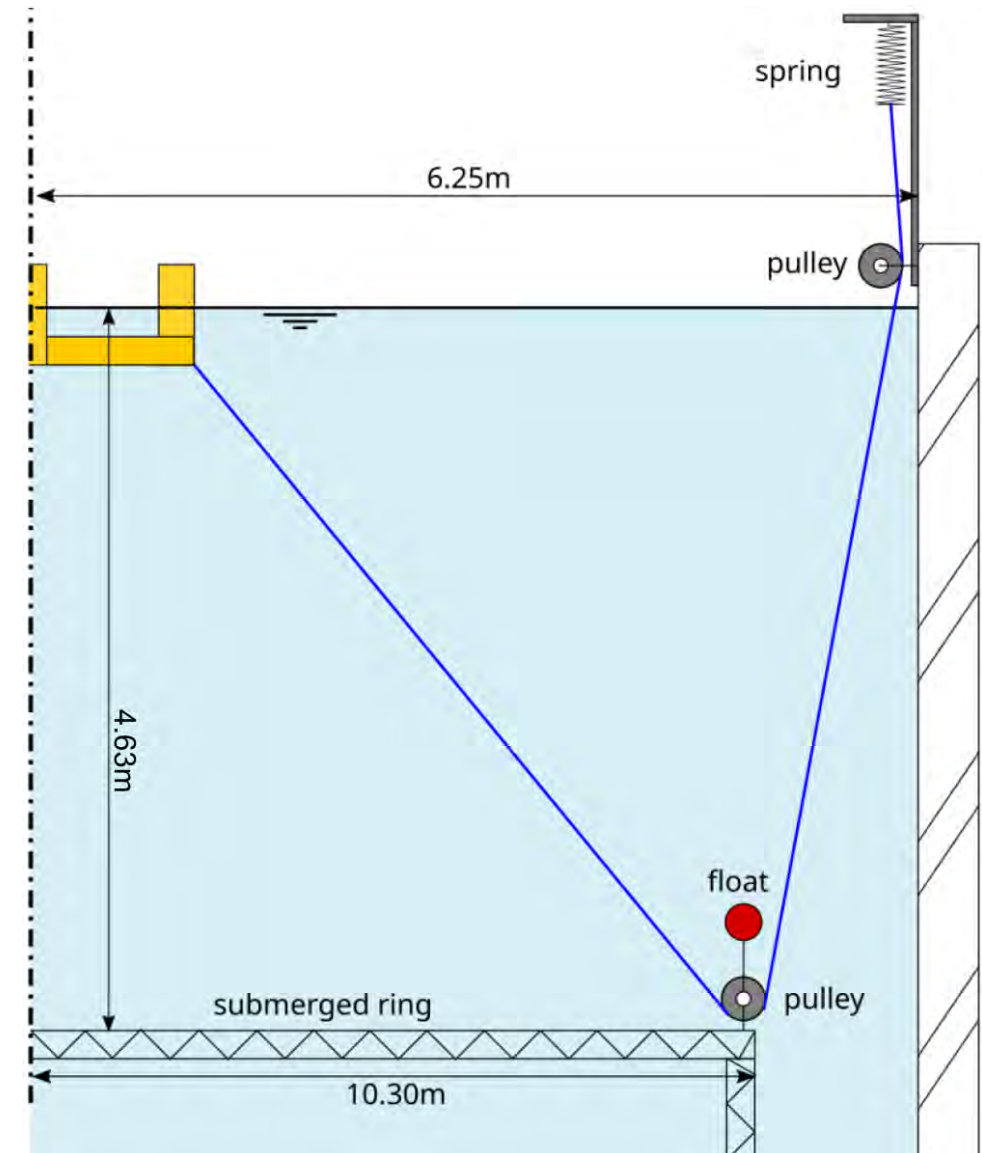 spring
6.25m
pulley
4.63m
float
submerged ring
pulley
10.30m